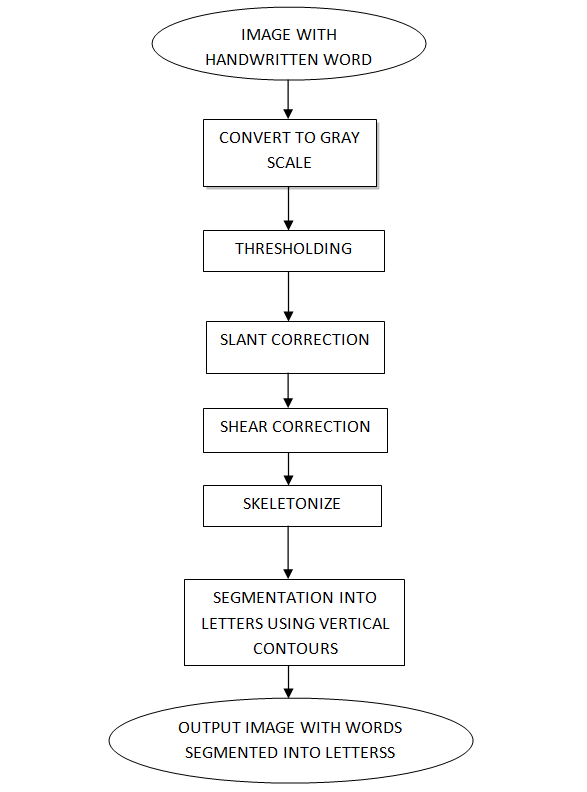 IMAGE WITH
HANDWRITTEN WORD
CONVERT TO GRAY
SCALE
THRESHOLDING
SLANT CORRECTION
SHEAR CORRECTION
SKELETONIZE
SEGMENTATION INTO
LETTERS USING VERTICAL
CONTOURS
OUTPUT IMAGE WITH WORDS
SEGMENTED INTO LETTERSS